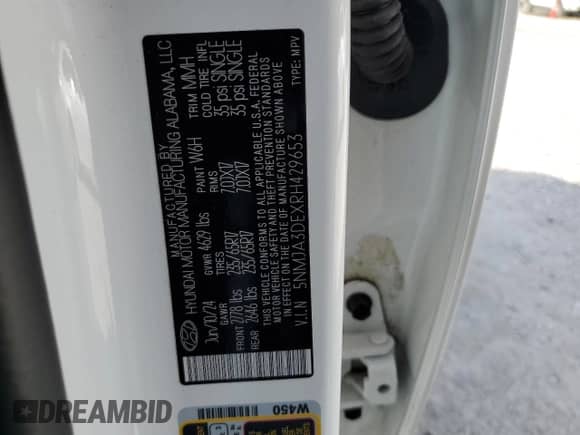 MANUFACTURED BY
HYUNDAI MOTOR MANUFACTURING ALABAMA, LLC
Jun/10/24 GVWR 4629 lbs PAINT W6H TRIM MMH
GAWR TIRES RIMS COLD TIRE INFL
FRONT 2778 lbs 235/65R17 7.0JX17 35 psi SINGLE
REAR 2646 lbs 235/65R17 7.0JX17 35 psi SINGLE
THIS VEHICLE CONFORMS TO ALL APPLICABLE U.S.A. FEDERAL
MOTOR VEHICLE SAFETY AND THEFT PREVENTION STANDARDS
IN EFFECT ON THE DATE OF MANUFACTURE SHOWN ABOVE.
V.I.N 5NMJA3DEXRH429653 TYPE: MPV
W450
DREAMBID